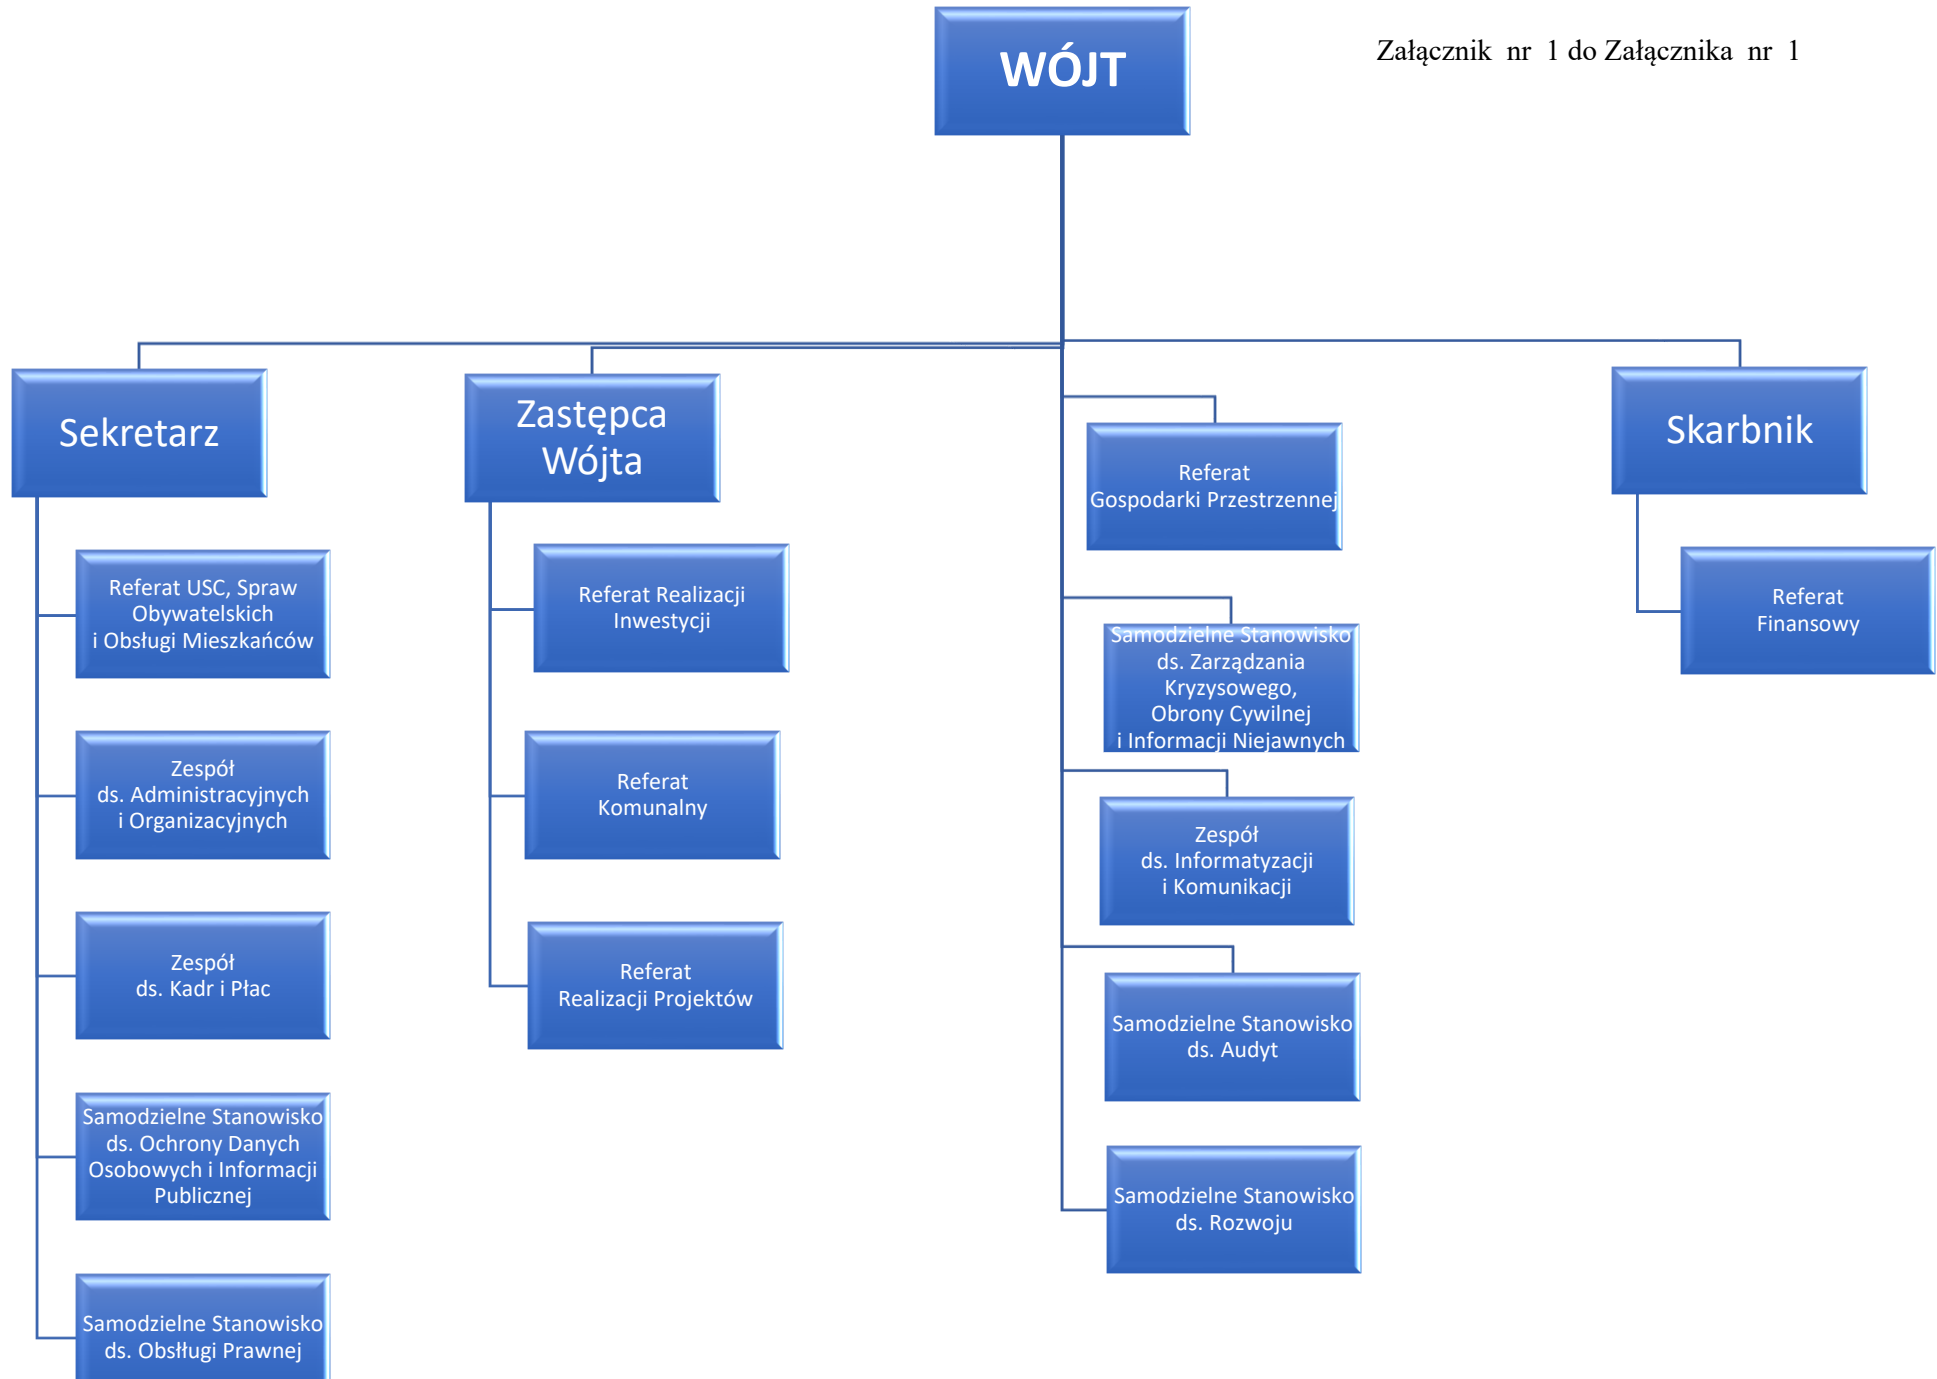 WÓJT
Załącznik nr 1 do Załącznika nr 1
Sekretarz
Referat USC, Spraw
Obywatelskich
i Obsługi Mieszkańców
Zespół
ds. Administracyjnych
i Organizacyjnych
Zespół
ds. Kadr i Płac
Samodzielne Stanowisko
ds. Ochrony Danych
Osobowych i Informacji
Publicznej
Samodzielne Stanowisko
ds. Obsłługi Prawnej
Zastępca
Wójta
Referat Realizacji
Inwestycji
Referat
Komunalny
Referat
Realizacji Projektów
Referat
Gospodarki Przestrzennej
Samodzielne Stanowisko
ds. Zarządzania
Kryzysowego,
Obrony Cywilnej
i Informacji Niejawnych
Zespół
ds. Informatyzacji
i Komunikacji
Samodzielne Stanowisko
ds. Audyt
Samodzielne Stanowisko
ds. Rozwoju
Skarbnik
Referat
Finansowy